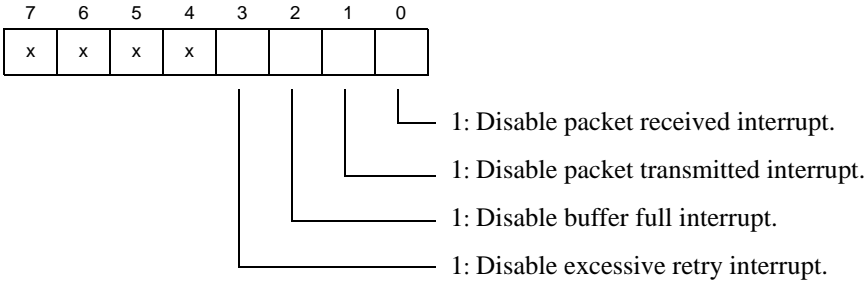 7 6 5 4 3 2 1 0
x x x x
1: Disable packet received interrupt.
1: Disable packet transmitted interrupt.
1: Disable buffer full interrupt.
1: Disable excessive retry interrupt.